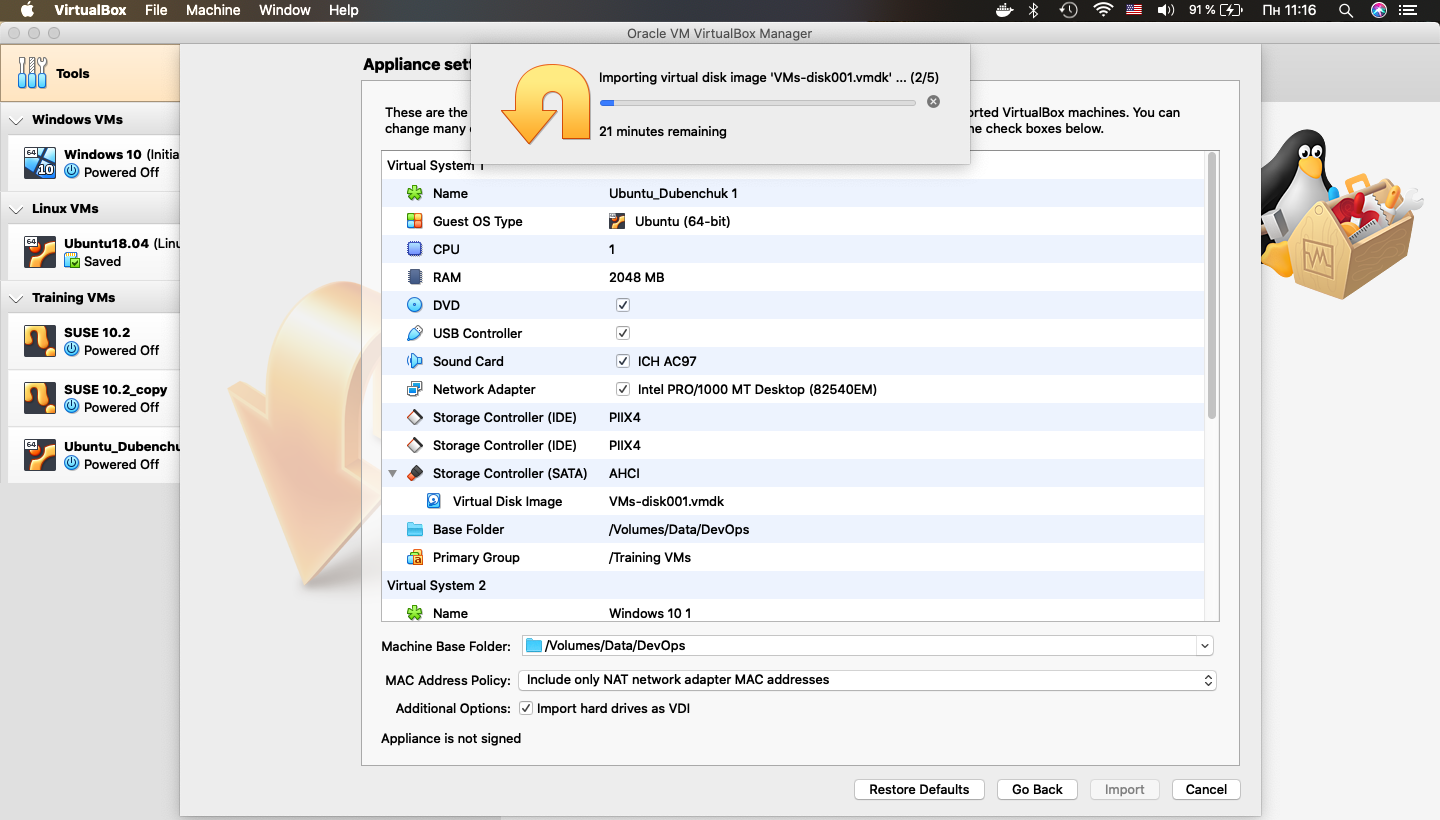 VirtualBox File Machine Window Help 91 % Пн 11:16
Oracle VM VirtualBox Manager
Tools
Windows VMs
64
10
Windows 10 (Initia
Powered Off
Linux VMs
64
Ubuntu18.04 (Linu
Saved
Training VMs
SUSE 10.2
Powered Off
SUSE 10.2_copy
Powered Off
64
Ubuntu_Dubenchu
Powered Off
Importing virtual disk image 'VMs-disk001.vmdk' ... (2/5)
21 minutes remaining
Appliance sett
These are the orted VirtualBox machines. You can
change many he check boxes below.
Virtual System 1
Name Ubuntu_Dubenchuk 1
Guest OS Type Ubuntu (64-bit)
CPU 1
RAM 2048 MB
DVD
USB Controller
Sound Card ICH AC97
Network Adapter Intel PRO/1000 MT Desktop (82540EM)
Storage Controller (IDE) PIIX4
Storage Controller (IDE) PIIX4
Storage Controller (SATA) AHCI
Virtual Disk Image VMs-disk001.vmdk
Base Folder /Volumes/Data/DevOps
Primary Group /Training VMs
Virtual System 2
Name Windows 10 1
Machine Base Folder: /Volumes/Data/DevOps
MAC Address Policy: Include only NAT network adapter MAC addresses
Additional Options: Import hard drives as VDI
Appliance is not signed
Restore Defaults Go Back Import Cancel